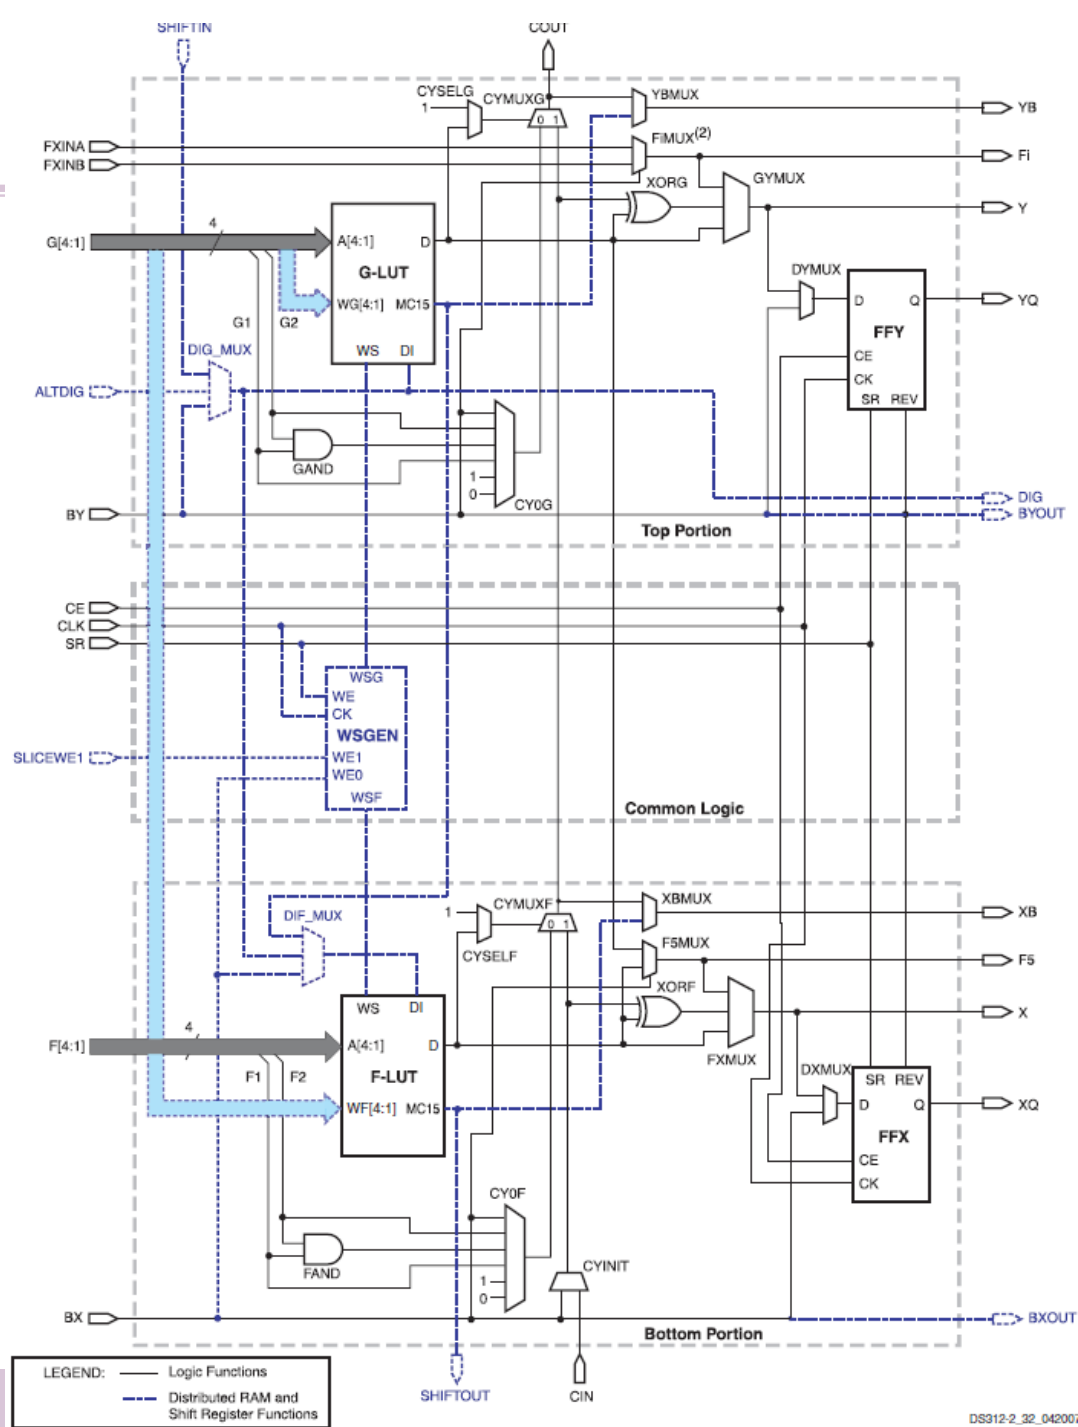 SHIFTIN
COUT
CYSELG
CYMUXG
YBMUX
1
0 1
YB
FXINA
FXINB
FiMUX(2)
Fi
XORG
GYMUX
Y
4
G[4:1]
A[4:1]
D
G-LUT
DYMUX
WG[4:1]
MC15
D
Q
YQ
FFY
G1
G2
WS
DI
CE
DIG_MUX
CK
ALTDIG
SR
REV
GAND
1
0
CY0G
DIG
BY
BYOUT
Top Portion
CE
CLK
SR
WSG
WE
CK
WSGEN
SLICEWE1
WE1
WE0
WSF
Common Logic
CYMUXF
XBMUX
1
DIF_MUX
0 1
XB
CYSELF
F5MUX
F5
XORF
WS
DI
X
4
F[4:1]
A[4:1]
D
FXMUX
F1
F2
F-LUT
DXMUX
SR
REV
WF[4:1]
MC15
D
Q
XQ
FFX
CE
CK
CY0F
FAND
CYINIT
1
0
BX
BXOUT
Bottom Portion
LEGEND:
Logic Functions
Distributed RAM and
Shift Register Functions
SHIFTOUT
CIN
DS312-2_32_042007